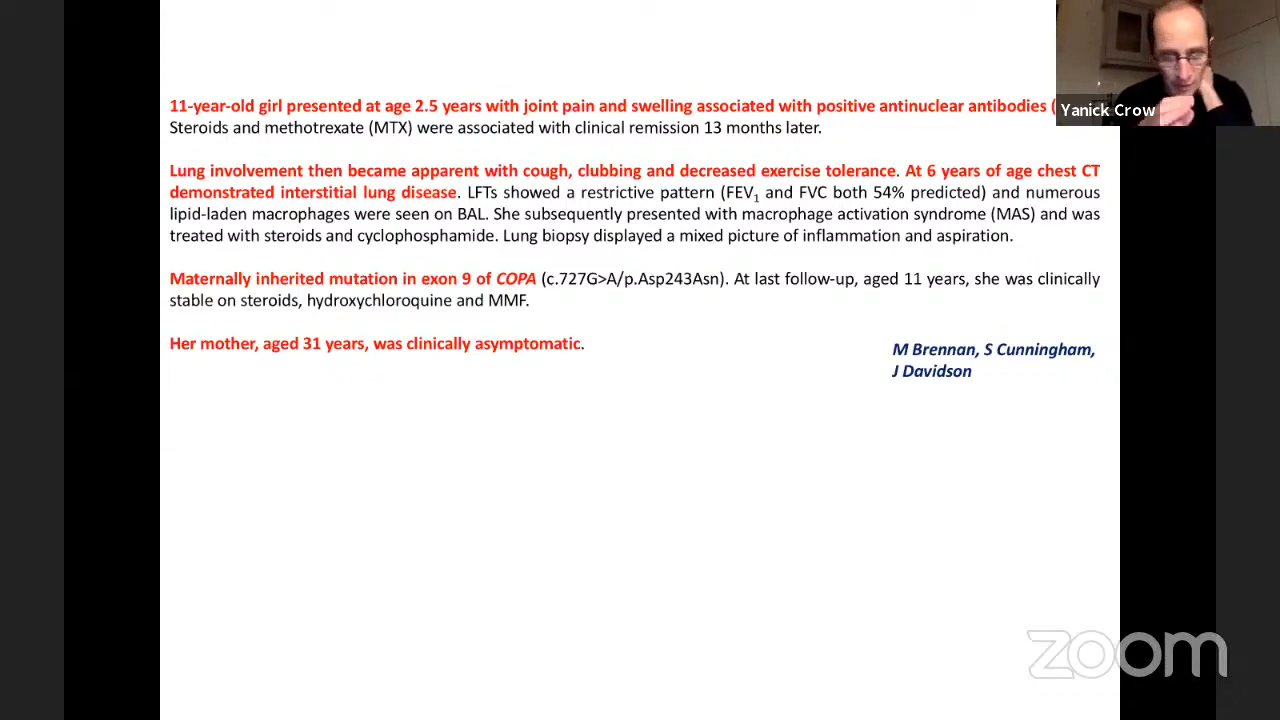 11-year-old girl presented at age 2.5 years with joint pain and swelling associated with positive antinuclear antibodies (
Steroids and methotrexate (MTX) were associated with clinical remission 13 months later.
Lung involvement then became apparent with cough, clubbing and decreased exercise tolerance. At 6 years of age chest CT
demonstrated interstitial lung disease. LFTs showed a restrictive pattern (FEV₁ and FVC both 54% predicted) and numerous
lipid-laden macrophages were seen on BAL. She subsequently presented with macrophage activation syndrome (MAS) and was
treated with steroids and cyclophosphamide. Lung biopsy displayed a mixed picture of inflammation and aspiration.
Maternally inherited mutation in exon 9 of COPA (c.727G>A/p.Asp243Asn). At last follow-up, aged 11 years, she was clinically
stable on steroids, hydroxychloroquine and MMF.
Her mother, aged 31 years, was clinically asymptomatic.
M Brennan, S Cunningham,
J Davidson
Yanick Crow
zoom